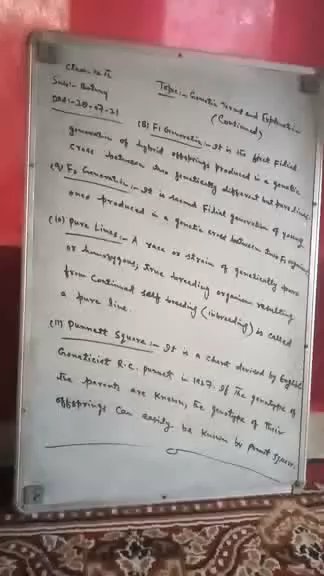 Class:- 12th
Sub:- Botany
Date:- 28-07-21
Topic:- Genetic Terms and Explanation
(Continued)
(8) F1 Generation:- It is the first Filial
generation of hybrid offsprings produced in a genetic
cross between two genetically different but pure lines.
(9) F2 Generation:- It is second Filial generation of young
ones produced in a genetic cross between two F1 organisms
(10) Pure Lines:- A race or strain of genetically pure
or homozygous, true breeding organism resulting
from continued self breeding (inbreeding) is called
a pure line.
(11) Punnett Square:- It is a chart devised by English
Geneticist R.C. punnett in 1927. If the genotype of
the parents are known, the genotype of their
offsprings can easily be known by Square.